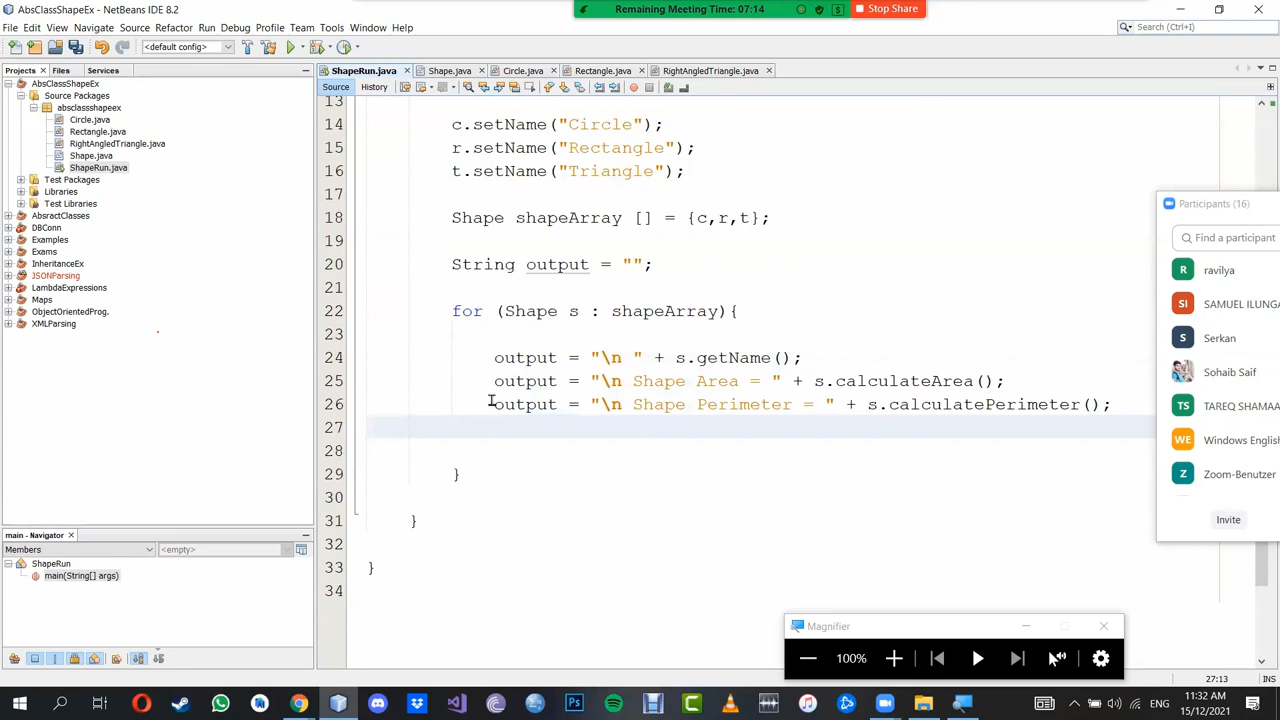 AbsClassShapeEx - NetBeans IDE 8.2
Remaining Meeting Time: 07:14
Stop Share
File Edit View Navigate Source Refactor Run Debug Profile Team Tools Window Help
Search (Ctrl+I)
<default config>
Projects Files Services
ShapeRun.java Shape.java Circle.java Rectangle.java RightAngledTriangle.java
Source History
AbsClassShapeEx
Source Packages
absclassshapeex
Circle.java
Rectangle.java
RightAngledTriangle.java
Shape.java
ShapeRun.java
Test Packages
Libraries
Test Libraries
AbsractClasses
DBConn
Examples
Exams
InheritanceEx
JSONParsing
LambdaExpressions
Maps
ObjectOrientedProg.
XMLParsing
13
14 c.setName("Circle");
15 r.setName("Rectangle");
16 t.setName("Triangle");
17
18 Shape shapeArray [] = {c,r,t};
19
20 String output = "";
21
22 for (Shape s : shapeArray){
23
24 output = "\n " + s.getName();
25 output = "\n Shape Area = " + s.calculateArea();
26 output = "\n Shape Perimeter = " + s.calculatePerimeter();
27
28
29 }
30
31 }
32
33 }
34
Participants (16)
Find a participant
R ravilya
SI SAMUEL ILUNGA
S Serkan
Sohaib Saif
TS TAREQ SHAMAA
WE Windows English
Z Zoom-Benutzer
Invite
main - Navigator
Members <empty>
ShapeRun
main(String[] args)
Magnifier
100%
27:13 INS
ENG
11:32 AM
15/12/2021